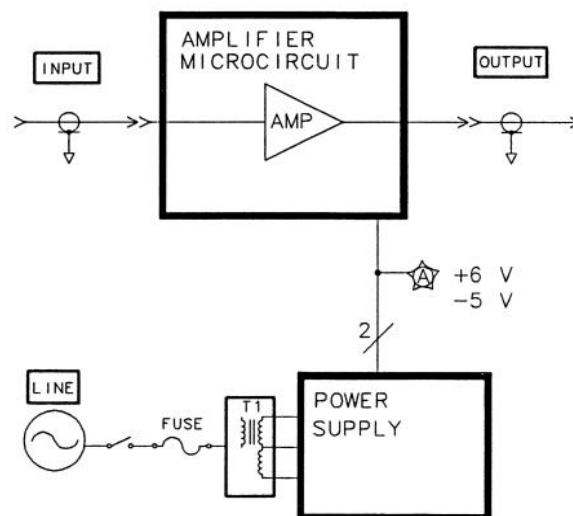 AMPLIFIER
MICROCIRCUIT
INPUT
OUTPUT
AMP
A
+6 V
-5 V
2
LINE
FUSE
T1
POWER
SUPPLY